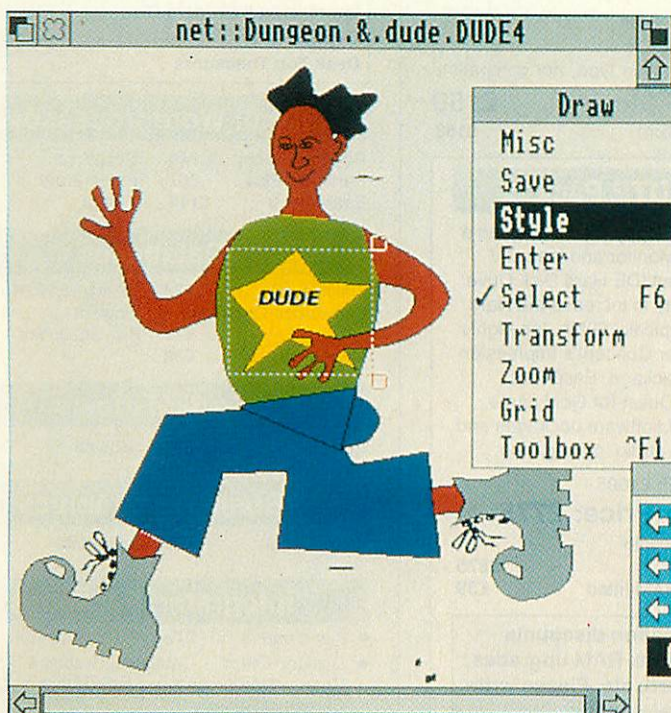 net::Dungeon.&.dude.DUDE4
Draw
Misc
Save
Style
Enter
✓Select F6
Transform
Zoom
Grid
Toolbox ^F1
DUDE